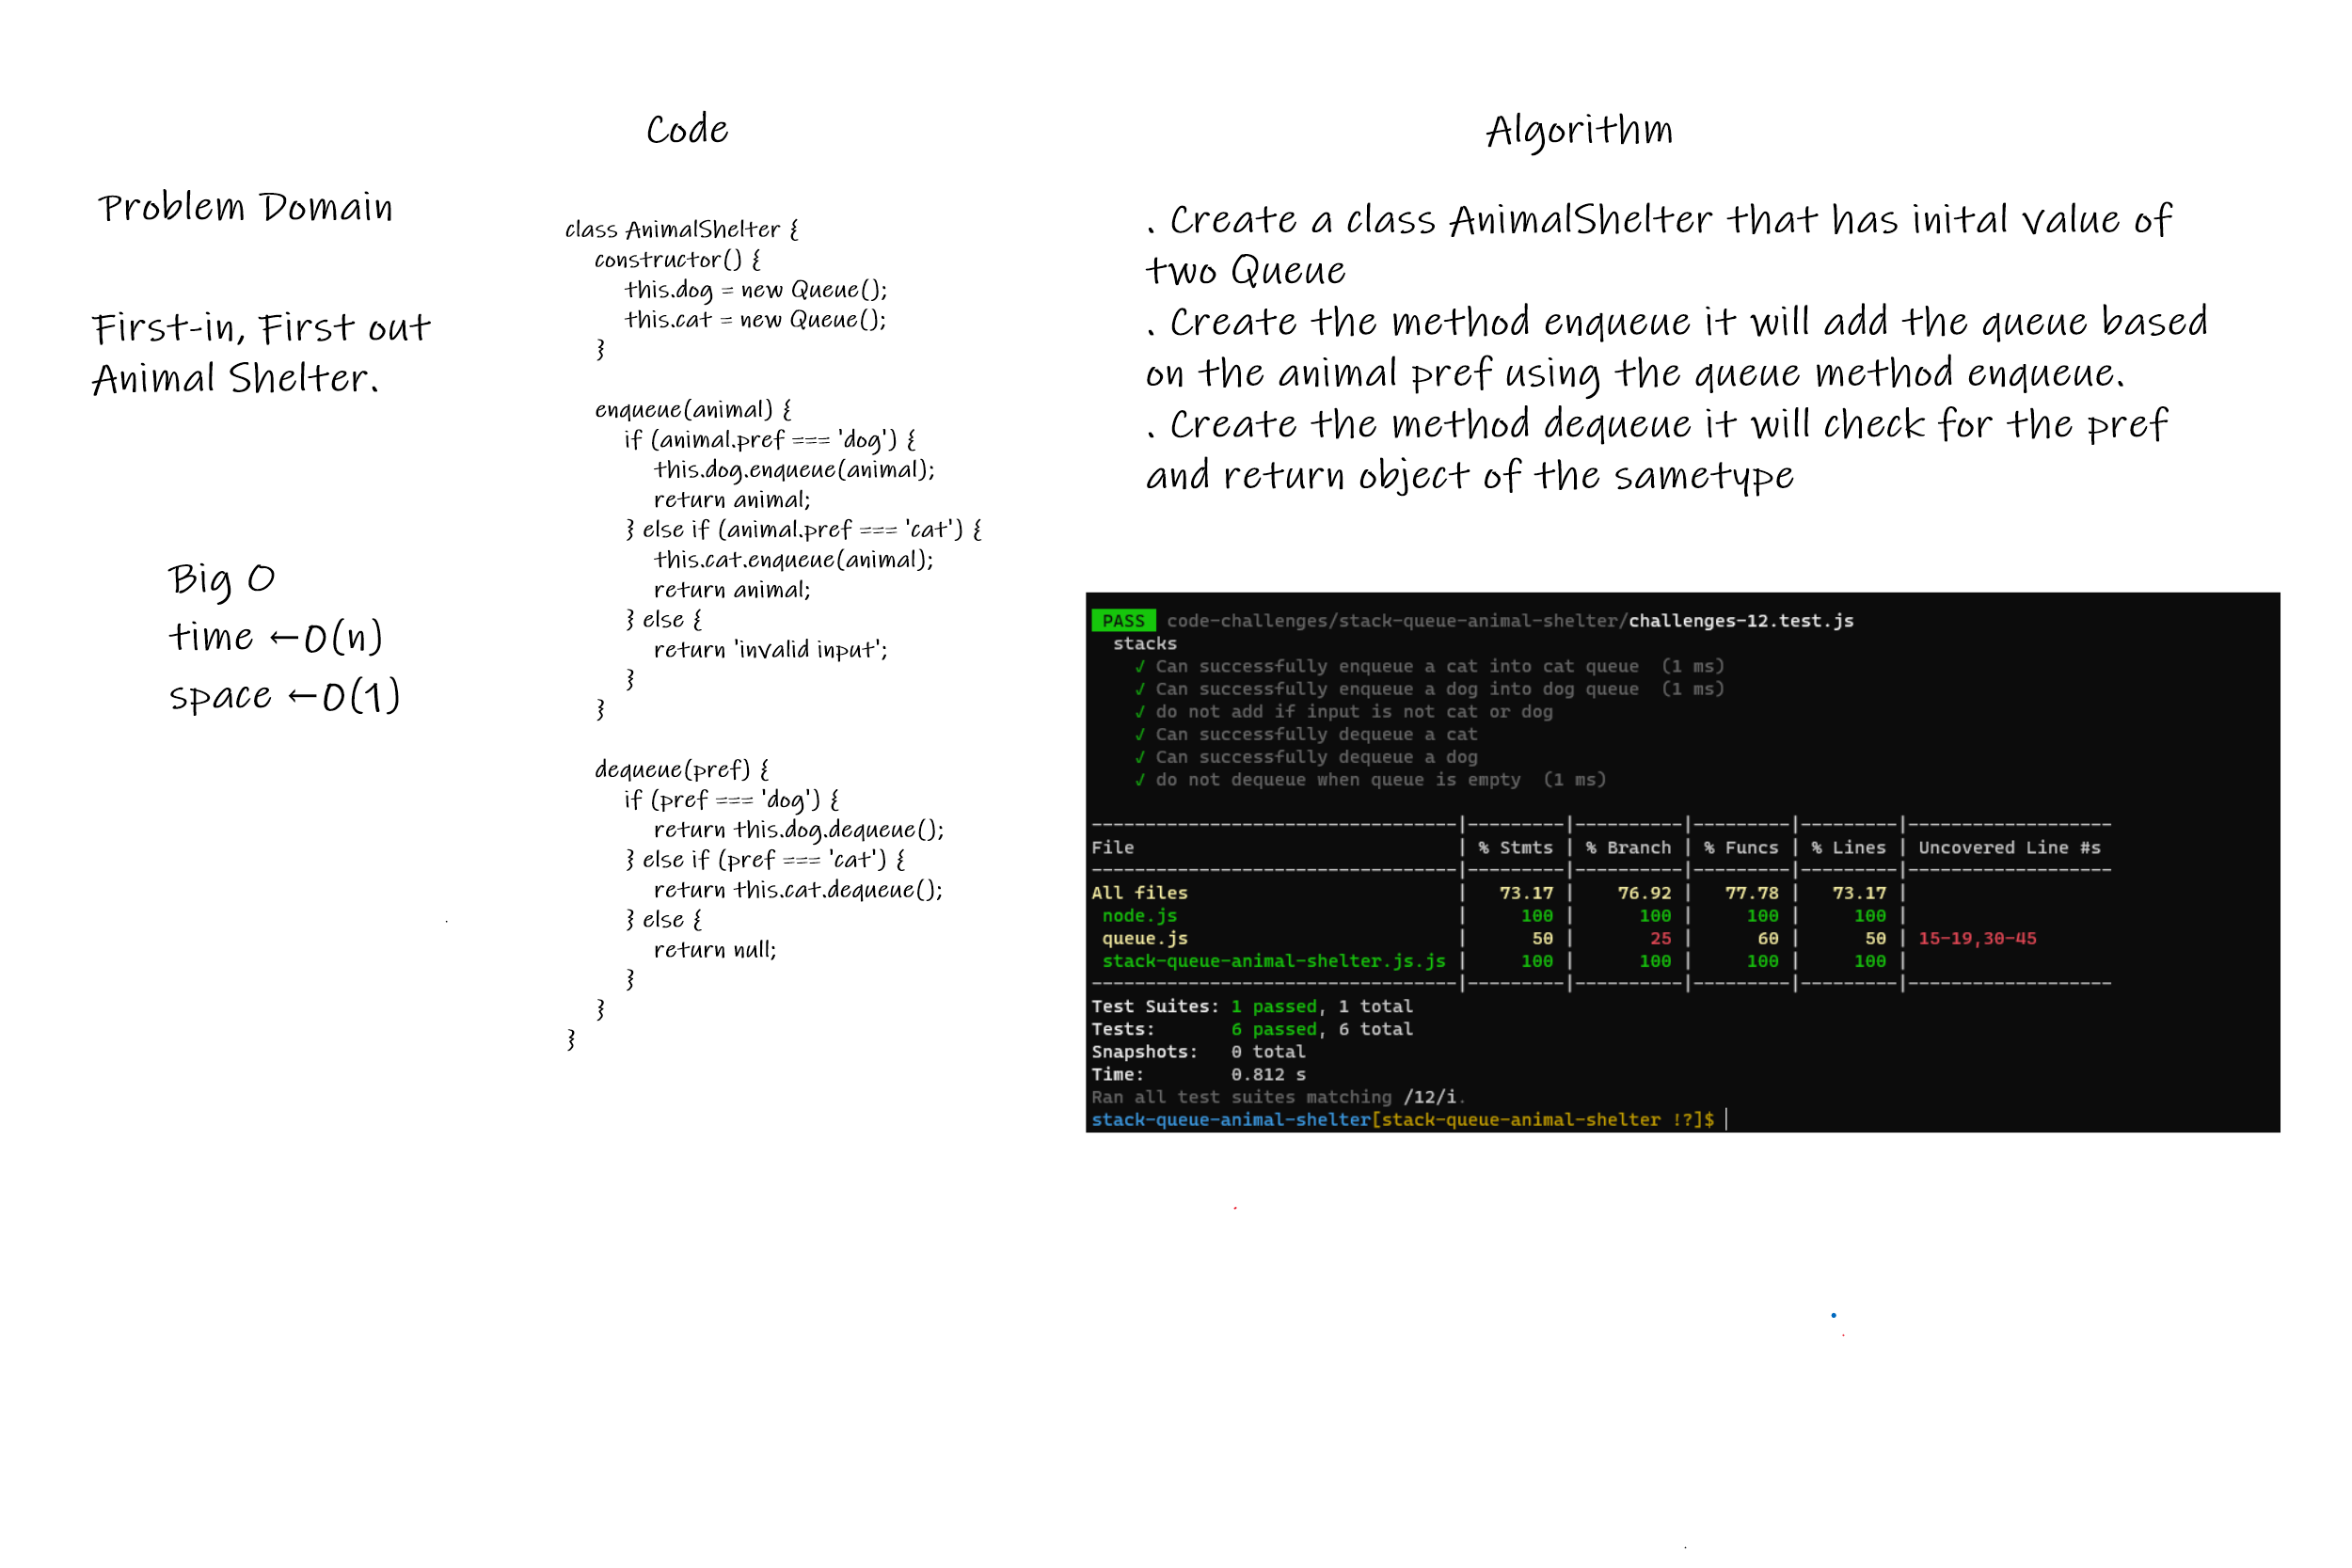 Problem Domain
First-in, First out
Animal Shelter.
Big O
time ←O(n)
space ←O(1)
Code
class AnimalShelter {
constructor() {
this.dog = new Queue();
this.cat = new Queue();
}
enqueue(animal) {
if (animal.pref === 'dog') {
this.dog.enqueue(animal);
return animal;
} else if (animal.pref === 'cat') {
this.cat.enqueue(animal);
return animal;
} else {
return 'invalid input';
}
}
dequeue(pref) {
if (pref === 'dog') {
return this.dog.dequeue();
} else if (pref === 'cat') {
return this.cat.dequeue();
} else {
return null;
}
}
}
Algorithm
. Create a class AnimalShelter that has inital value of
two Queue
. Create the method enqueue it will add the queue based
on the animal pref using the queue method enqueue.
. Create the method dequeue it will check for the pref
and return object of the sametype
PASS code-challenges/stack-queue-animal-shelter/challenges-12.test.js
stacks
√ Can successfully enqueue a cat into cat queue (1 ms)
√ Can successfully enqueue a dog into dog queue (1 ms)
√ do not add if input is not cat or dog
√ Can successfully dequeue a cat
√ Can successfully dequeue a dog
√ do not dequeue when queue is empty (1 ms)
----------------------------------|---------|----------|---------|---------|-------------------
File | % Stmts | % Branch | % Funcs | % Lines | Uncovered Line #s
----------------------------------|---------|----------|---------|---------|-------------------
All files | 73.17 | 76.92 | 77.78 | 73.17 |
node.js | 100 | 100 | 100 | 100 |
queue.js | 50 | 25 | 60 | 50 | 15-19,30-45
stack-queue-animal-shelter.js.js | 100 | 100 | 100 | 100 |
----------------------------------|---------|----------|---------|---------|-------------------
Test Suites: 1 passed, 1 total
Tests: 6 passed, 6 total
Snapshots: 0 total
Time: 0.812 s
Ran all test suites matching /12/i.
stack-queue-animal-shelter[stack-queue-animal-shelter !?]$